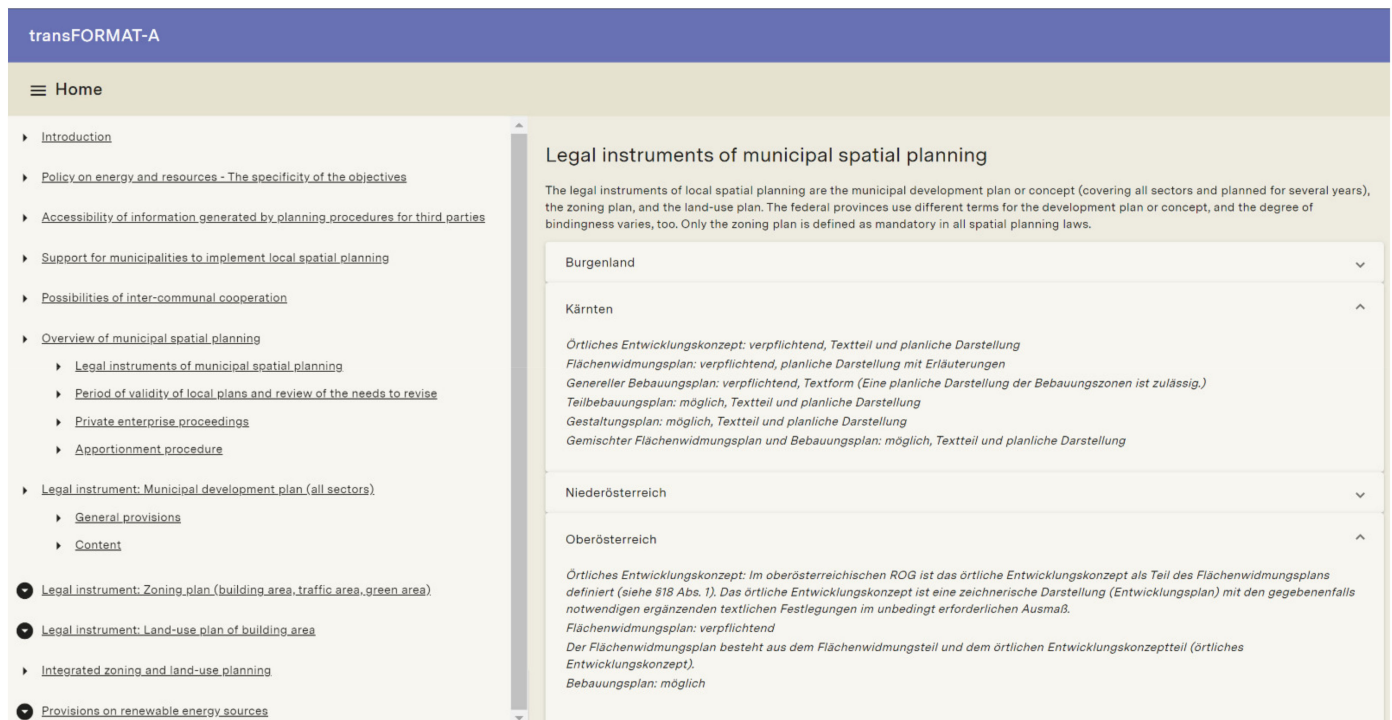 transFORMAT-A
Home
Introduction
Policy on energy and resources - The specificity of the objectives
Accessibility of information generated by planning procedures for third parties
Support for municipalities to implement local spatial planning
Possibilities of inter-communal cooperation
Overview of municipal spatial planning
Legal instruments of municipal spatial planning
Period of validity of local plans and review of the needs to revise
Private enterprise proceedings
Apportionment procedure
Legal instrument: Municipal development plan (all sectors)
General provisions
Content
Legal instrument: Zoning plan (building area, traffic area, green area)
Legal instrument: Land-use plan of building area
Integrated zoning and land-use planning
Provisions on renewable energy sources
Legal instruments of municipal spatial planning
The legal instruments of local spatial planning are the municipal development plan or concept (covering all sectors and planned for several years),
the zoning plan, and the land-use plan. The federal provinces use different terms for the development plan or concept, and the degree of
bindingness varies, too. Only the zoning plan is defined as mandatory in all spatial planning laws.
Burgenland
Kärnten
Örtliches Entwicklungskonzept: verpflichtend, Textteil und planliche Darstellung
Flächenwidmungsplan: verpflichtend, planliche Darstellung mit Erläuterungen
Genereller Bebauungsplan: verpflichtend, Textform (Eine planliche Darstellung der Bebauungszonen ist zulässig.)
Teilbebauungsplan: möglich, Textteil und planliche Darstellung
Gestaltungsplan: möglich, Textteil und planliche Darstellung
Gemischter Flächenwidmungsplan und Bebauungsplan: möglich, Textteil und planliche Darstellung
Niederösterreich
Oberösterreich
Örtliches Entwicklungskonzept: Im oberösterreichischen ROG ist das örtliche Entwicklungskonzept als Teil des Flächenwidmungsplans
definiert (siehe §18 Abs. 1). Das örtliche Entwicklungskonzept ist eine zeichnerische Darstellung (Entwicklungsplan) mit den gegebenenfalls
notwendigen ergänzenden textlichen Festlegungen im unbedingt erforderlichen Ausmaß.
Flächenwidmungsplan: verpflichtend
Der Flächenwidmungsplan besteht aus dem Flächenwidmungsteil und dem örtlichen Entwicklungskonzeptteil (örtliches
Entwicklungskonzept).
Bebauungsplan: möglich